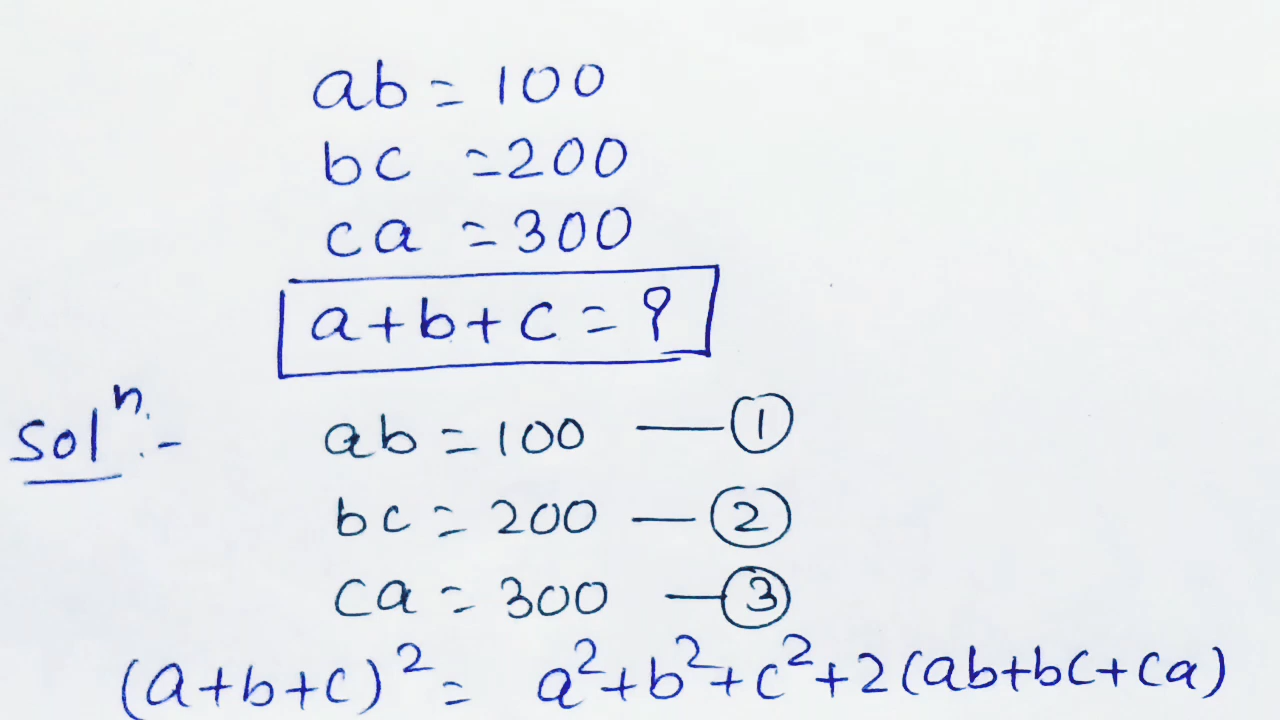 ab = 100
bc = 200
ca = 300
a+b+c = ?
Solⁿ:-
ab = 100 — ①
bc = 200 — ②
ca = 300 — ③
(a+b+c)² = a²+b²+c²+2(ab+bc+ca)